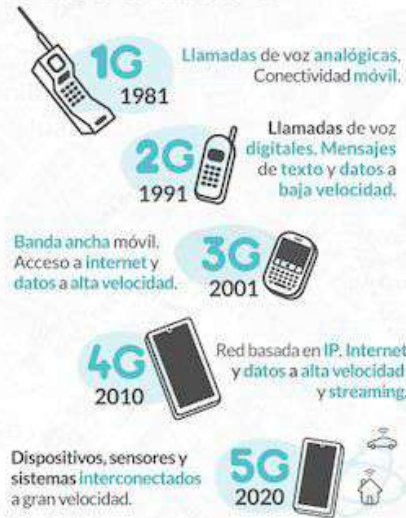 1G
1981
Llamadas de voz analógicas.
Conectividad móvil.
2G
1991
Llamadas de voz
digitales. Mensajes
de texto y datos a
baja velocidad.
Banda ancha móvil.
Acceso a internet y
datos a alta velocidad.
3G
2001
4G
2010
Red basada en IP. Internet
y datos a alta velocidad
y streaming.
Dispositivos, sensores y
sistemas interconectados
a gran velocidad.
5G
2020